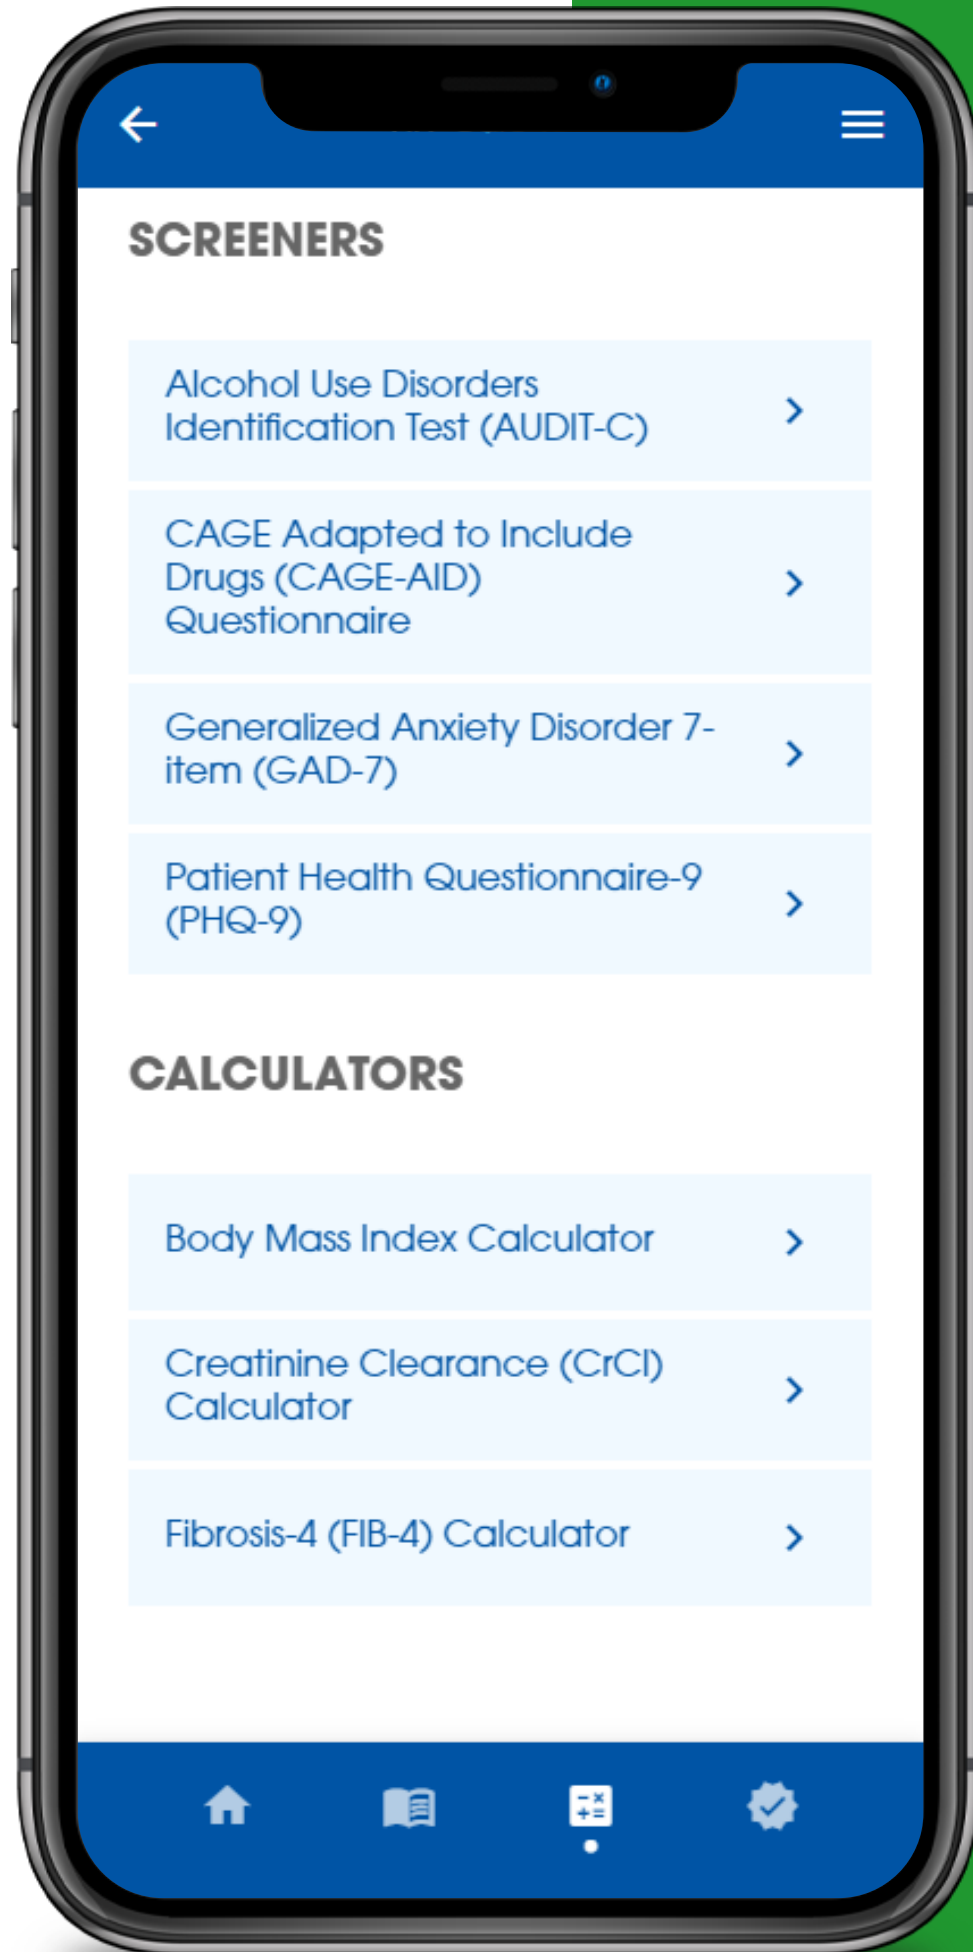 SCREENERS
Alcohol Use Disorders
Identification Test (AUDIT-C)
CAGE Adapted to Include
Drugs (CAGE-AID)
Questionnaire
Generalized Anxiety Disorder 7-
item (GAD-7)
Patient Health Questionnaire-9
(PHQ-9)
CALCULATORS
Body Mass Index Calculator
Creatinine Clearance (CrCl)
Calculator
Fibrosis-4 (FIB-4) Calculator